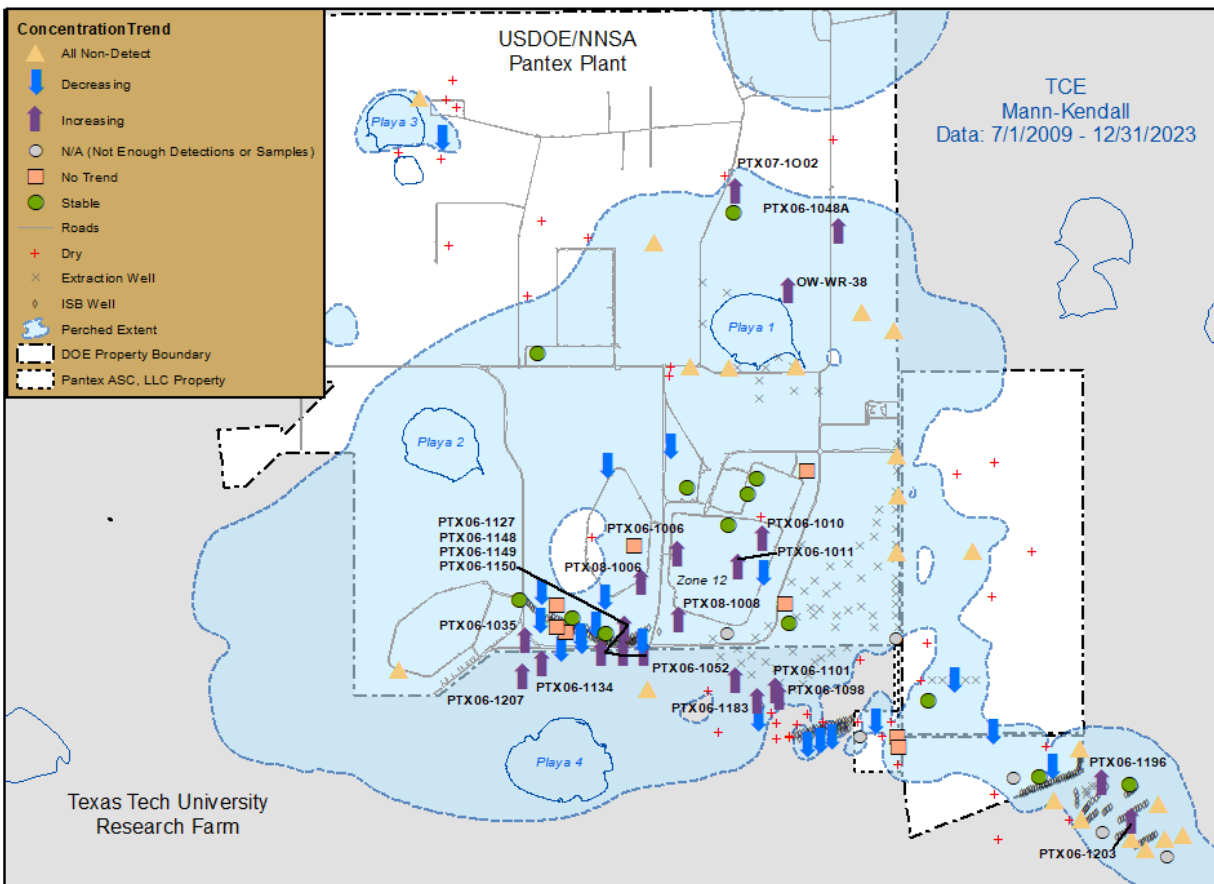 ConcentrationTrend
All Non-Detect
Decreasing
Increasing
N/A (Not Enough Detections or Samples)
No Trend
Stable
Roads
Dry
Extraction Well
ISB Well
Perched Extent
DOE Property Boundary
Pantex ASC, LLC Property
USDOE/NNSA
Pantex Plant
TCE
Mann-Kendall
Data: 7/1/2009 - 12/31/2023
Playa 3
PTX07-1O02
PTX06-1048A
OW-WR-38
Playa 1
Playa 2
PTX06-1127
PTX06-1148
PTX06-1149
PTX06-1150
PTX06-1006
PTX06-1010
PTX06-1011
PTX08-1006
Zone 12
PTX08-1008
PTX06-1035
PTX06-1052
PTX06-1101
PTX06-1134
PTX06-1098
PTX06-1207
PTX06-1183
Playa 4
PTX06-1196
Texas Tech University
Research Farm
PTX06-1203